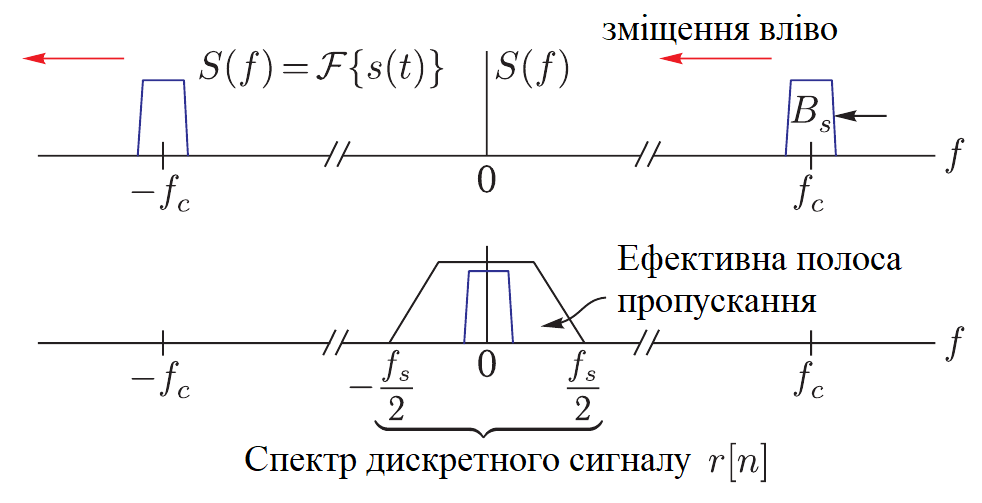 зміщення вліво
S(f) = ℱ{s(t)} S(f)
B_s
−f_c 0 f_c f
Ефективна полоса
пропускання
−f_c −f_s/2 0 f_s/2 f_c f
Спектр дискретного сигналу r[n]